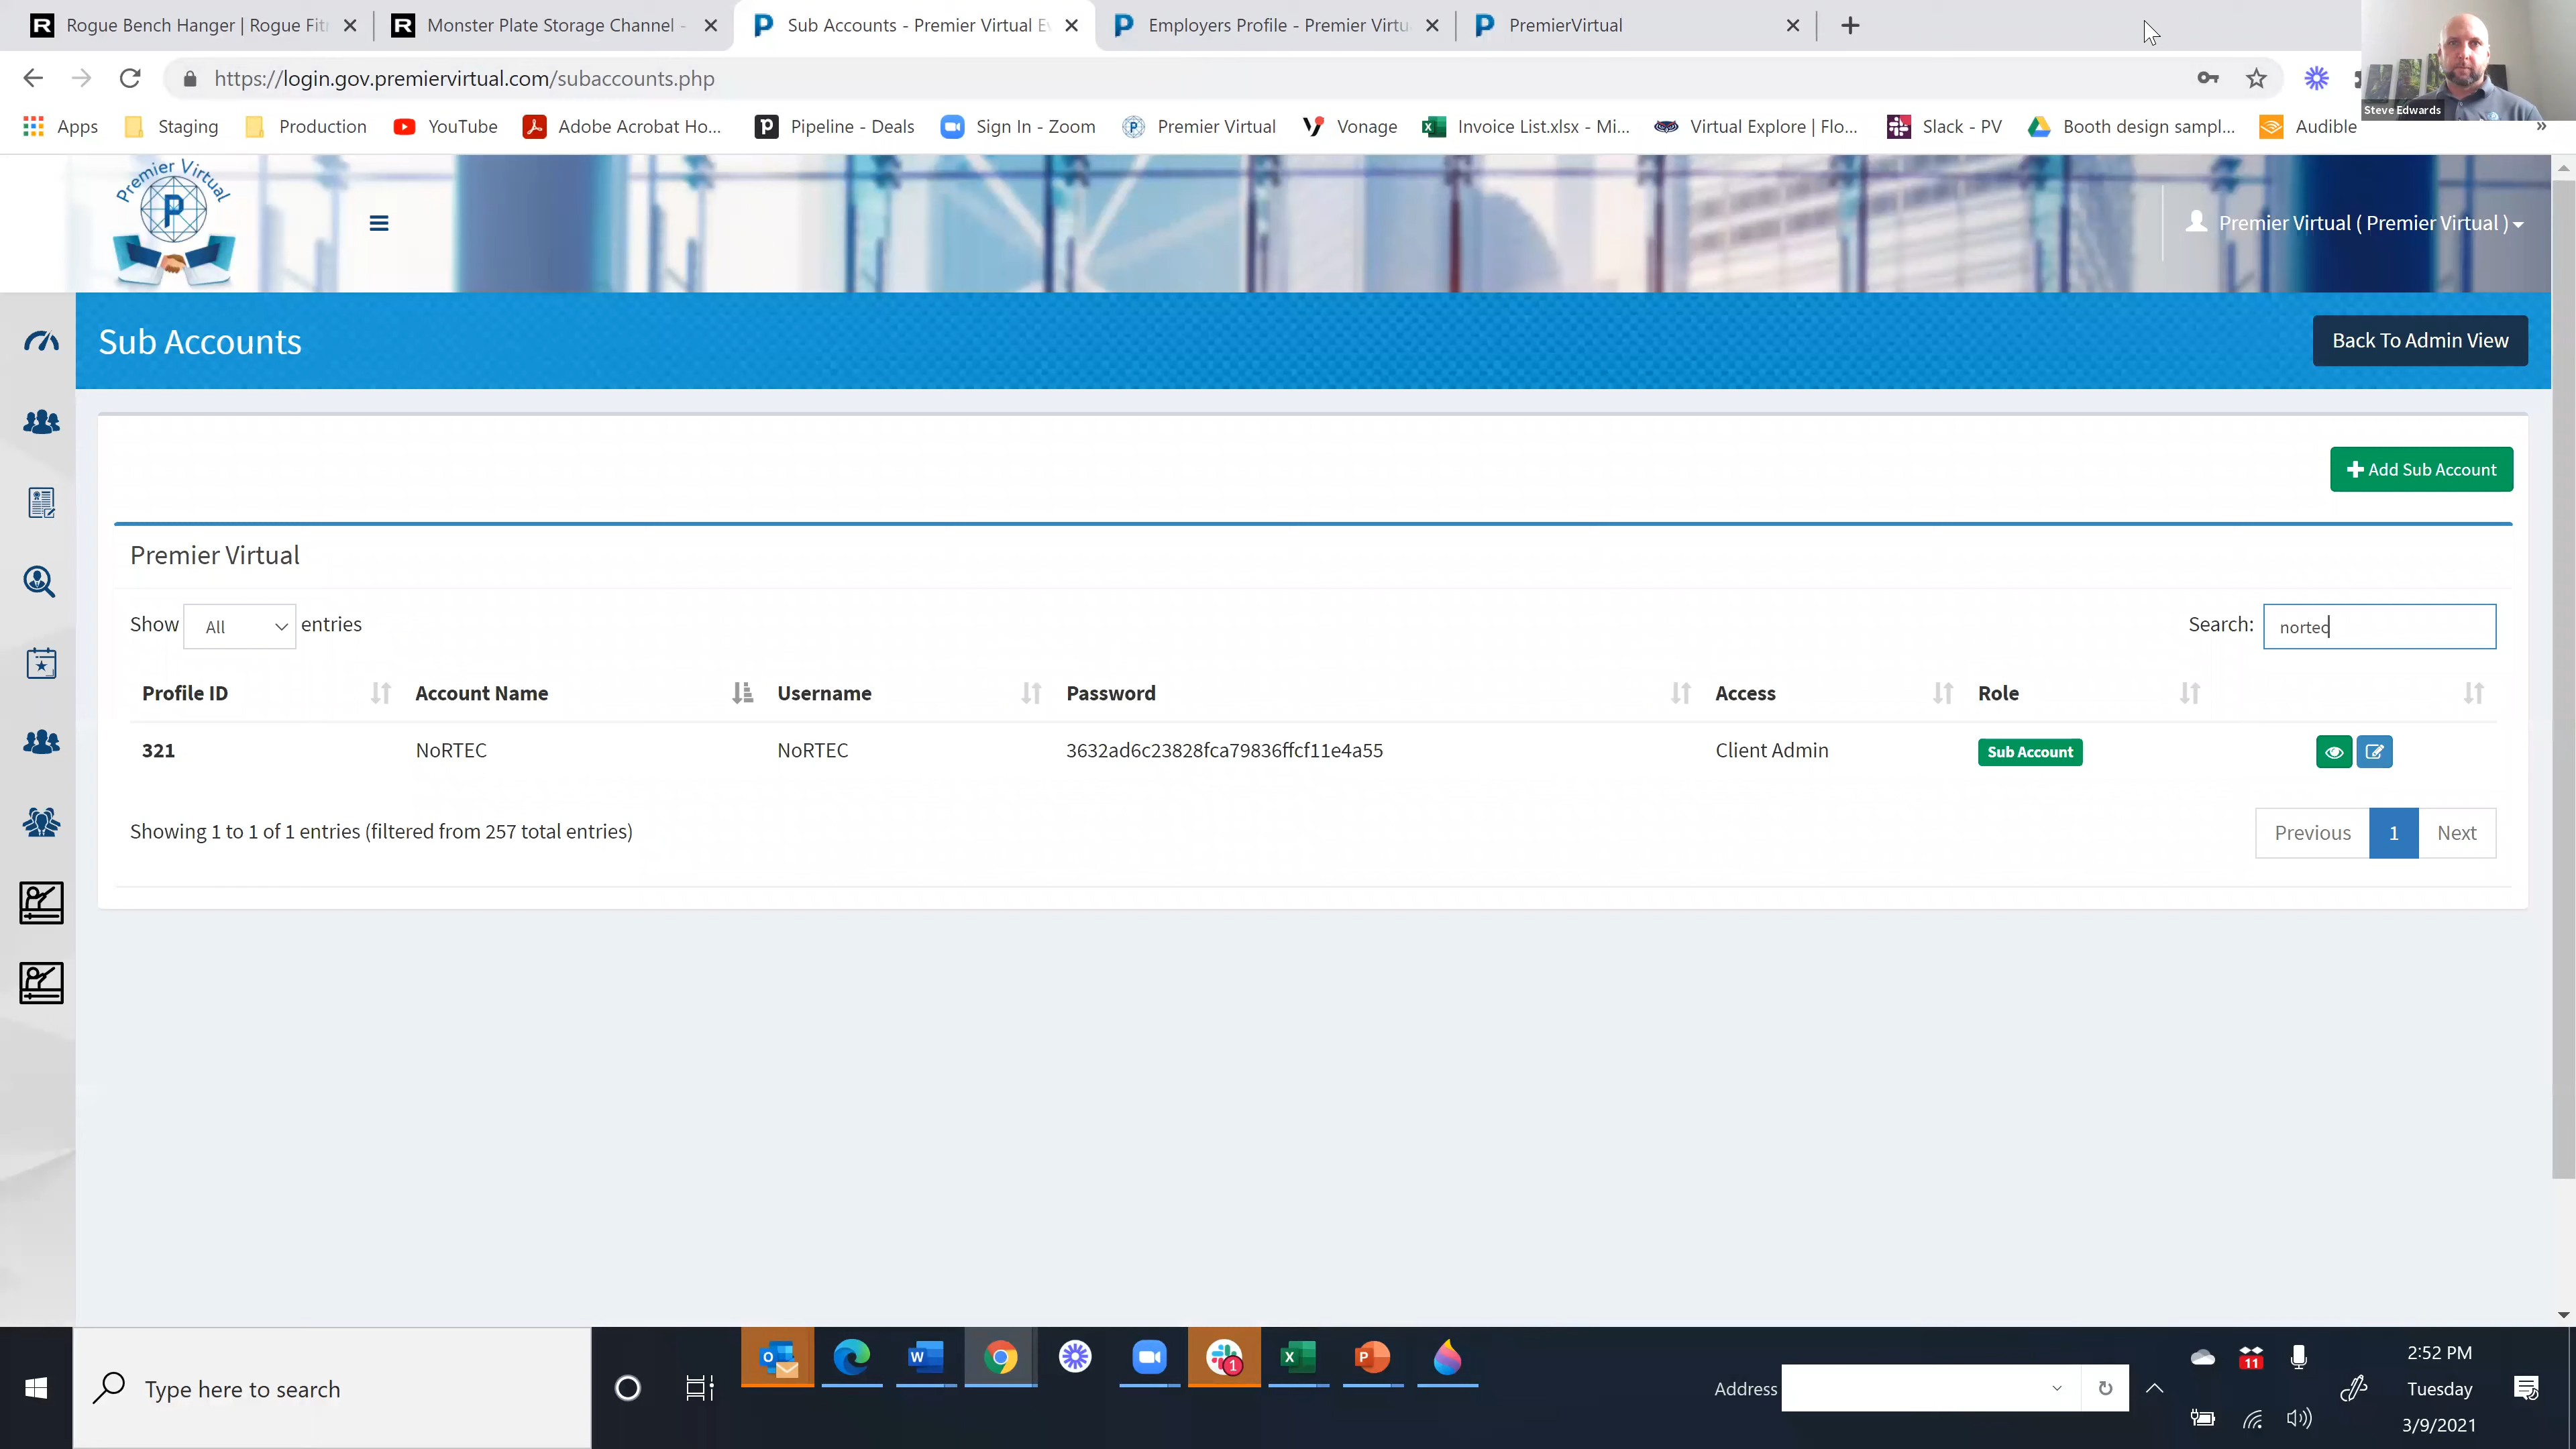 Rogue Bench Hanger | Rogue Fit
Monster Plate Storage Channel -
Sub Accounts - Premier Virtual E
Employers Profile - Premier Virtu
PremierVirtual
https://login.gov.premiervirtual.com/subaccounts.php
Steve Edwards
Apps
Staging
Production
YouTube
Adobe Acrobat Ho...
Pipeline - Deals
Sign In - Zoom
Premier Virtual
Vonage
Invoice List.xlsx - Mi...
Virtual Explore | Flo...
Slack - PV
Booth design sampl...
Audible
»
Premier Virtual
P
Premier Virtual ( Premier Virtual )
Sub Accounts
Back To Admin View
Add Sub Account
Premier Virtual
Show All entries
Search: nortec
Profile ID Account Name Username Password Access Role
321 NoRTEC NoRTEC 3632ad6c23828fca79836ffcf11e4a55 Client Admin Sub Account
Showing 1 to 1 of 1 entries (filtered from 257 total entries)
Previous 1 Next
Type here to search
1
Address
11
2:52 PM
Tuesday
3/9/2021